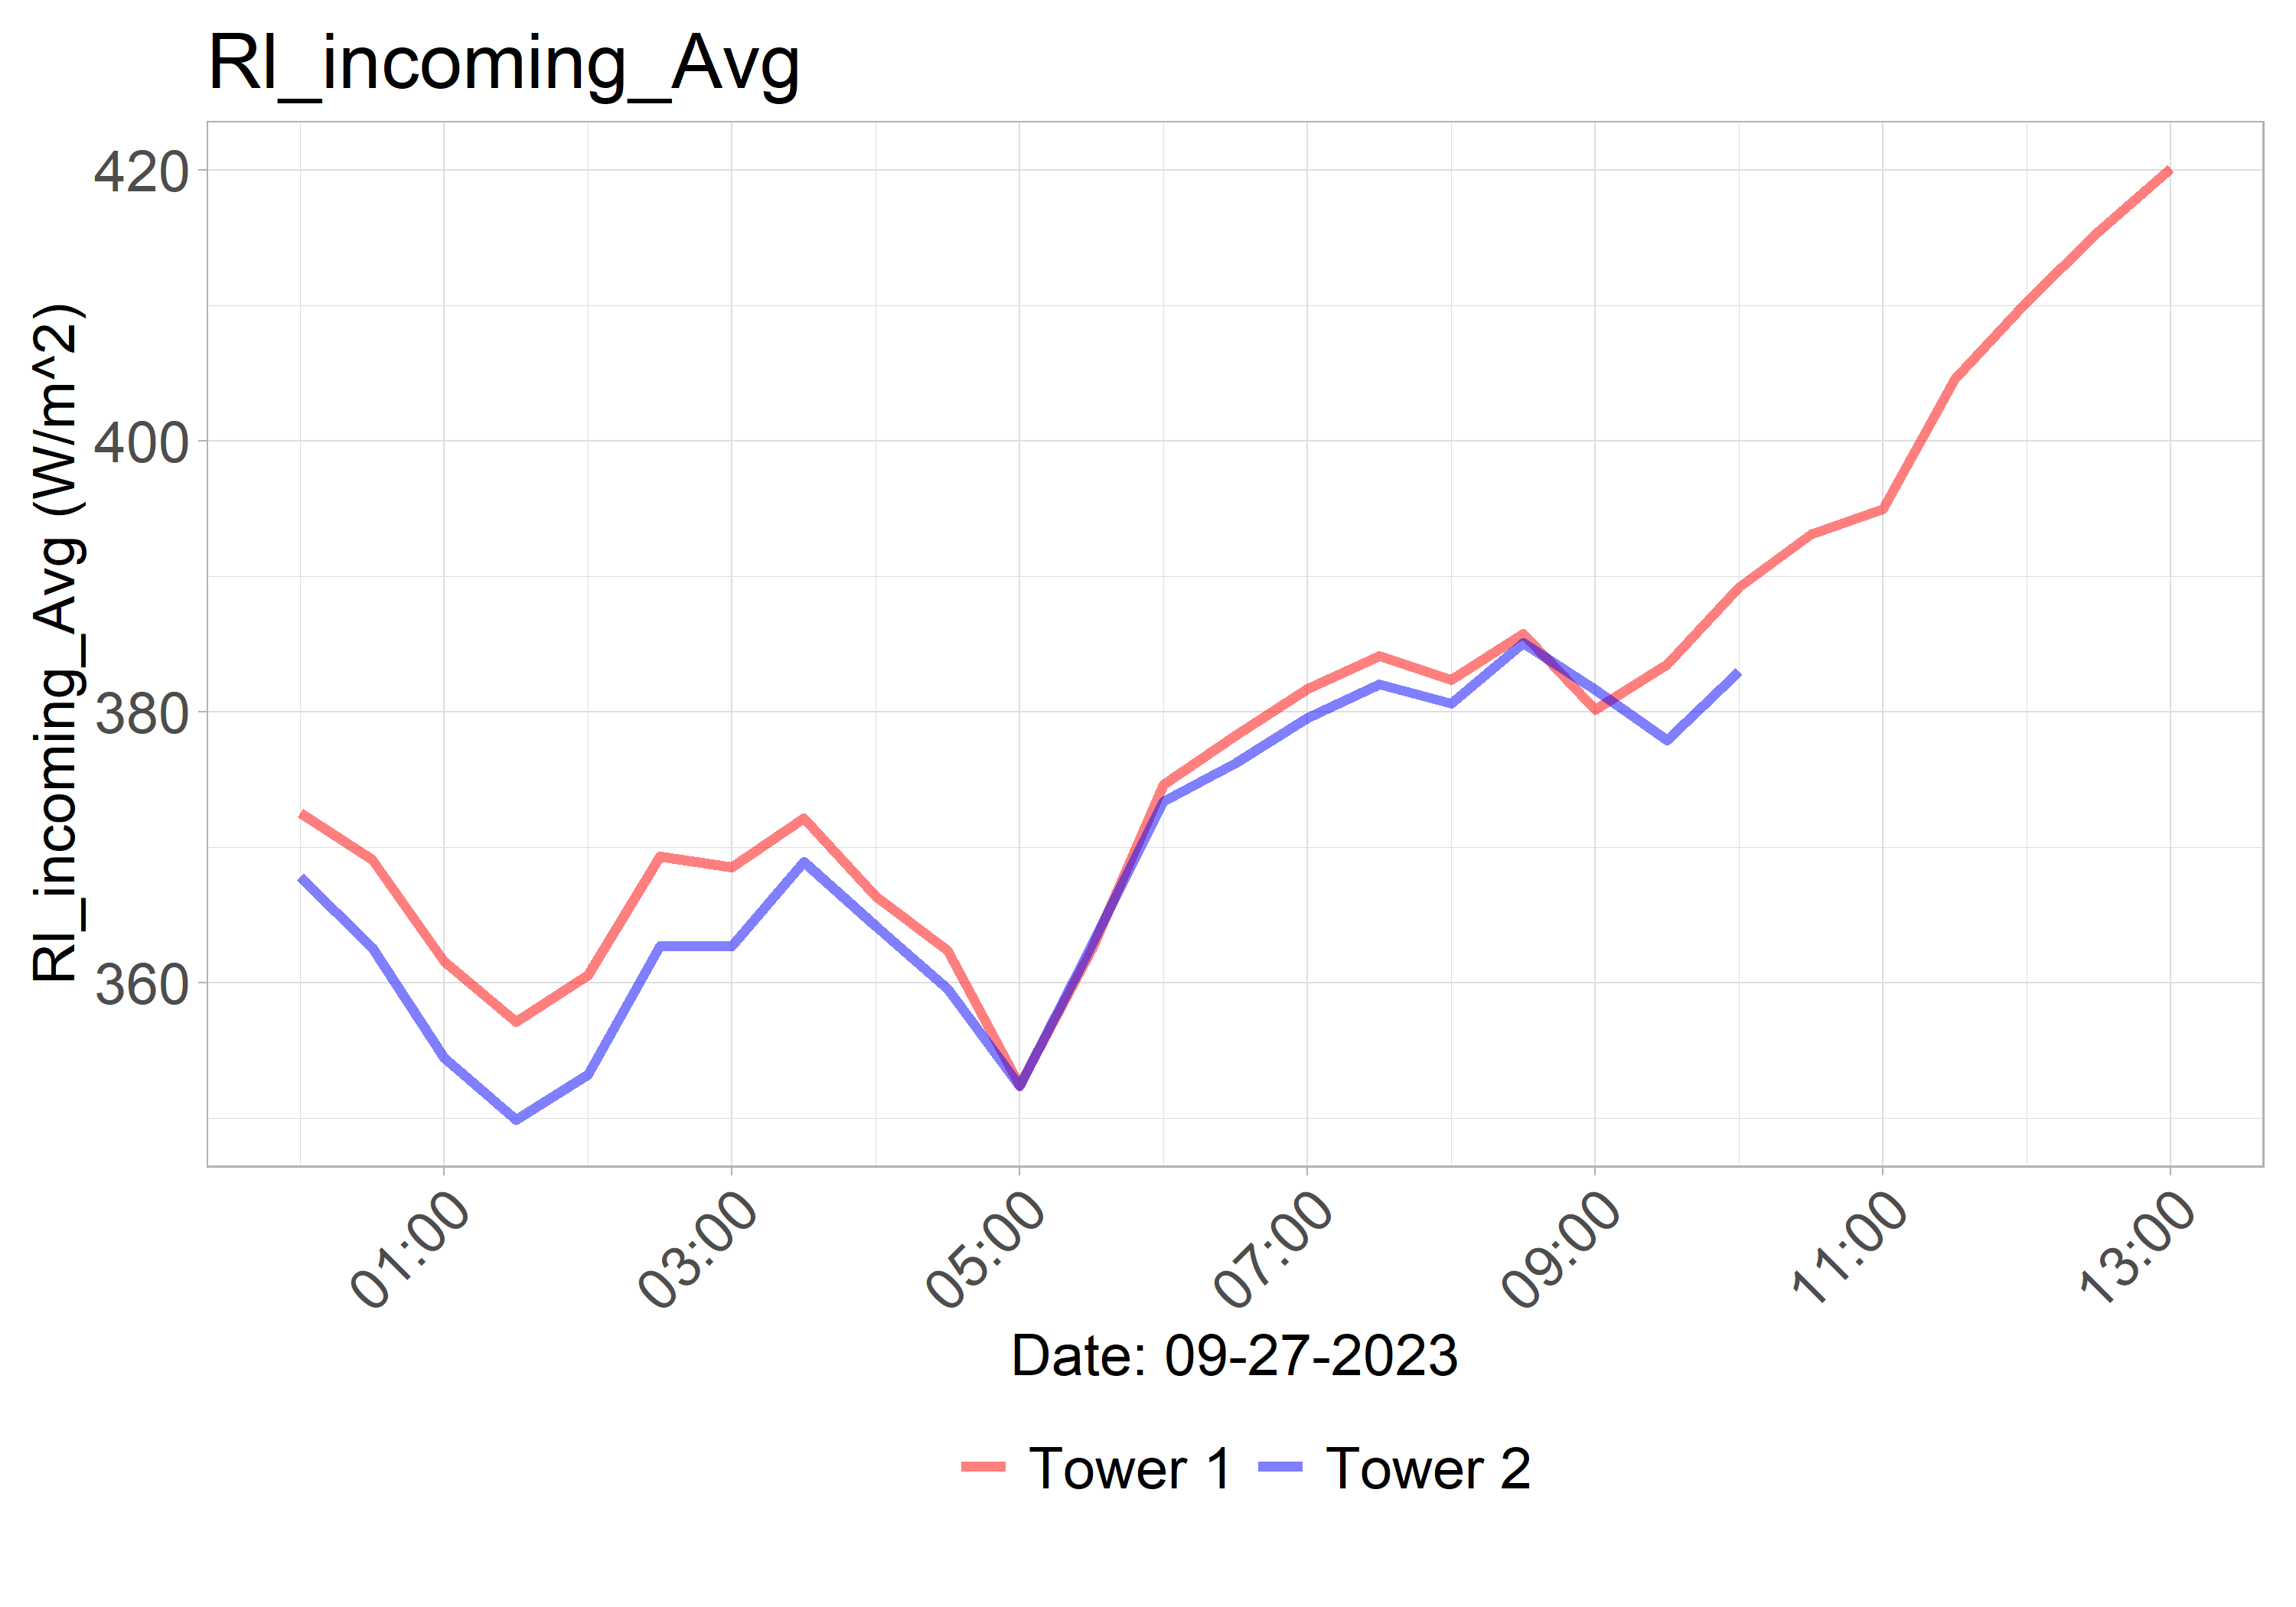 Rl_incoming_Avg
Rl_incoming_Avg (W/m^2)
420
400
380
360
01:00 03:00 05:00 07:00 09:00 11:00 13:00
Date: 09-27-2023
Tower 1 Tower 2